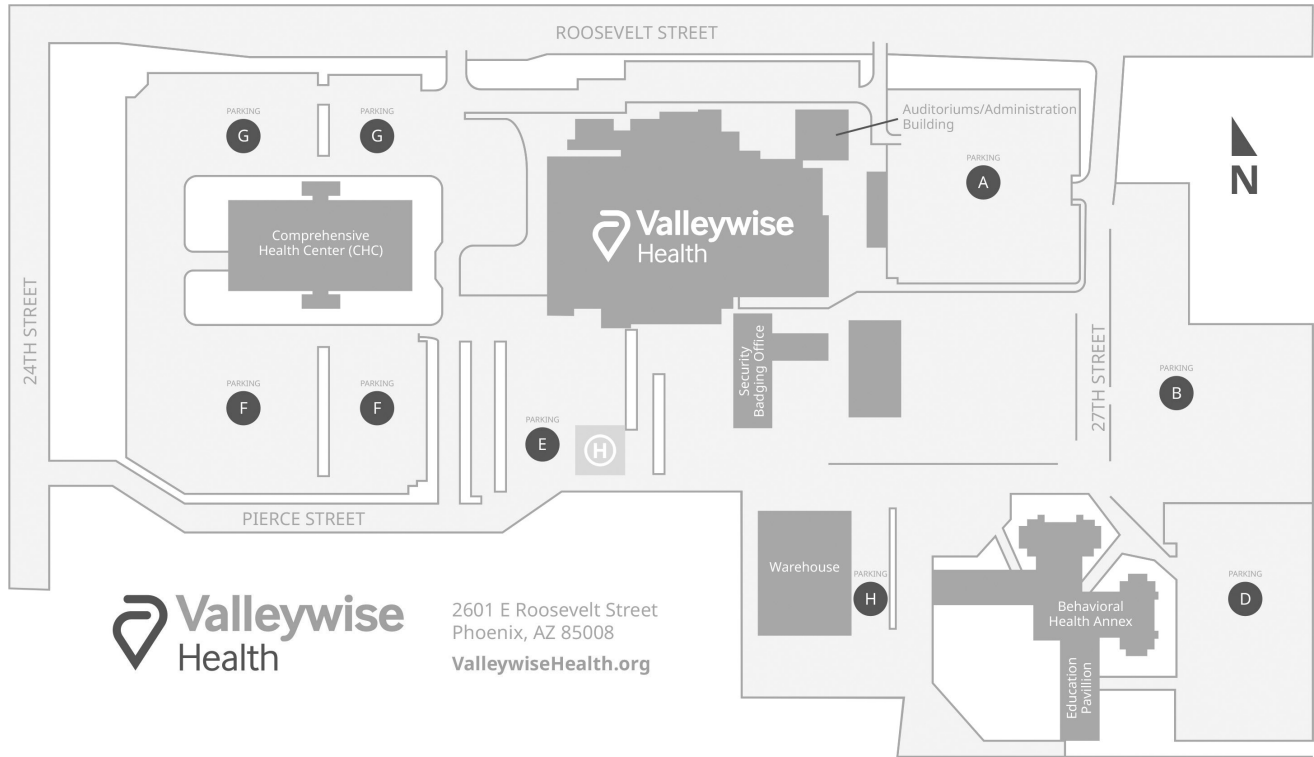 ROOSEVELT STREET
PARKING
G
PARKING
G
Auditoriums/Administration
Building
PARKING
A
N
Comprehensive
Health Center (CHC)
Valleywise
Health
24TH STREET
27TH STREET
Security
Badging Office
PARKING
F
PARKING
F
PARKING
E
H
PARKING
B
PIERCE STREET
Warehouse
PARKING
H
Behavioral
Health Annex
PARKING
D
Education
Pavillion
Valleywise
Health
2601 E Roosevelt Street
Phoenix, AZ 85008
ValleywiseHealth.org